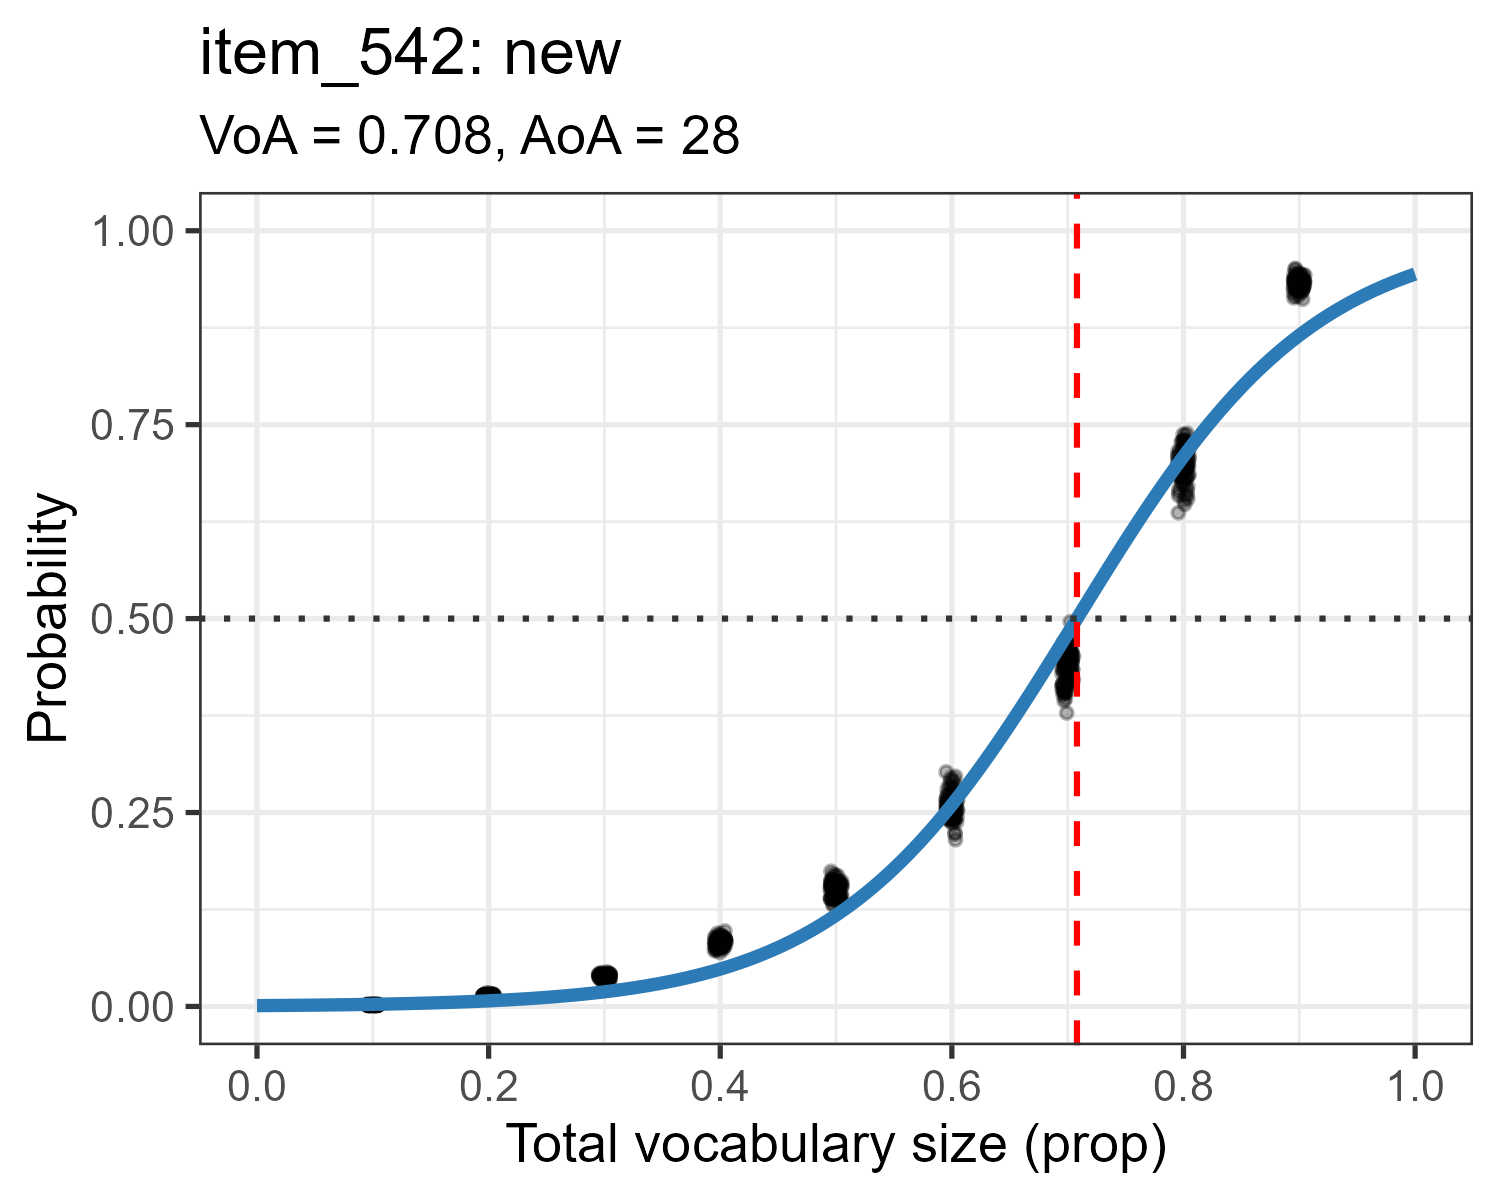 item_542: new
VoA = 0.708, AoA = 28
1.00
0.75
0.50
0.25
0.00
Probability
0.0 0.2 0.4 0.6 0.8 1.0
Total vocabulary size (prop)